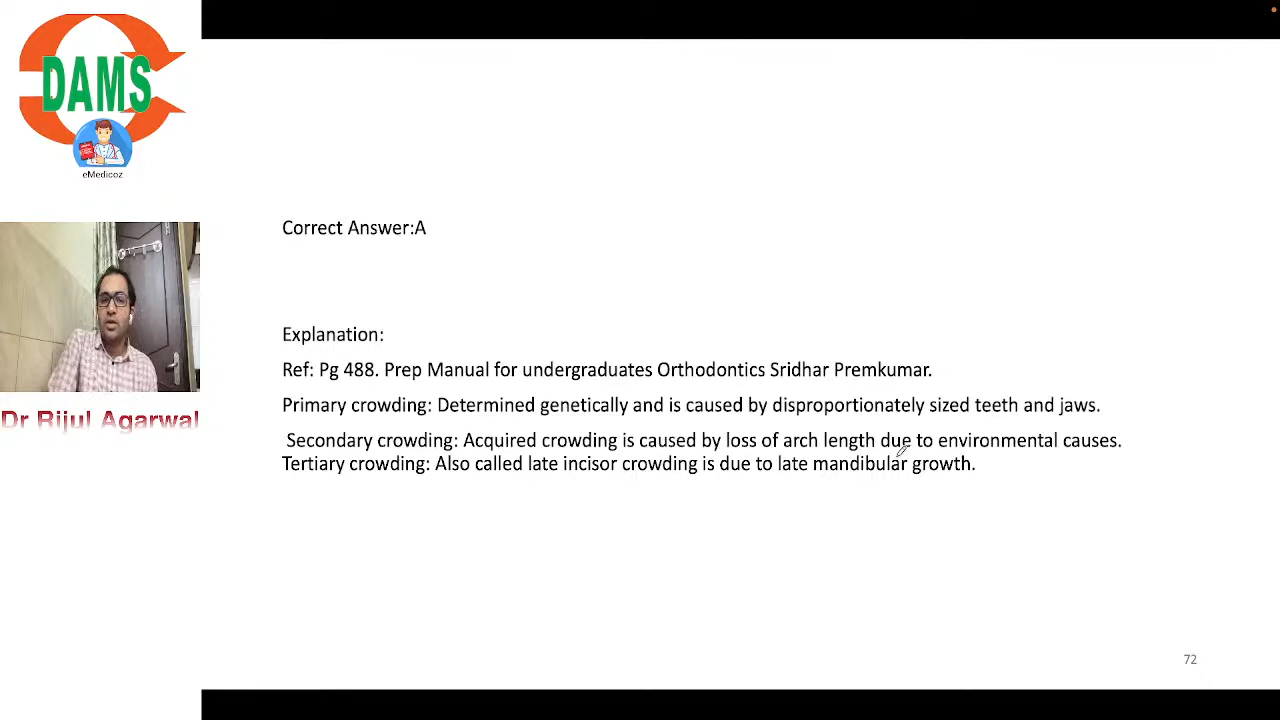 DAMS
eMedicoz
Dr Rijul Agarwal
Correct Answer:A
Explanation:
Ref: Pg 488. Prep Manual for undergraduates Orthodontics Sridhar Premkumar.
Primary crowding: Determined genetically and is caused by disproportionately sized teeth and jaws.
Secondary crowding: Acquired crowding is caused by loss of arch length due to environmental causes.
Tertiary crowding: Also called late incisor crowding is due to late mandibular growth.
72